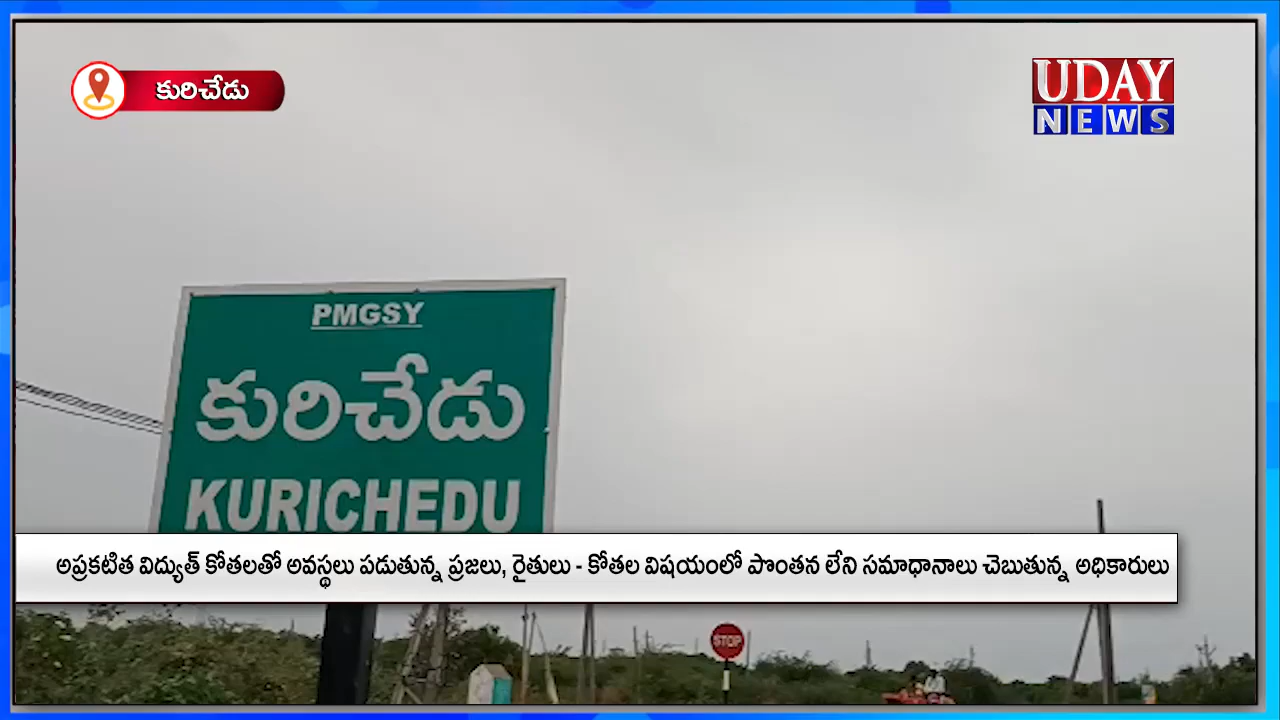 కురిచేడు
UDAY
NEWS
PMGSY
కురిచేడు
KURICHEDU
అప్రకటిత విద్యుత్ కోతలతో అవస్థలు పడుతున్న ప్రజలు, రైతులు - కోతల విషయంలో పొంతన లేని సమాధానాలు చెబుతున్న అధికారులు
STOP